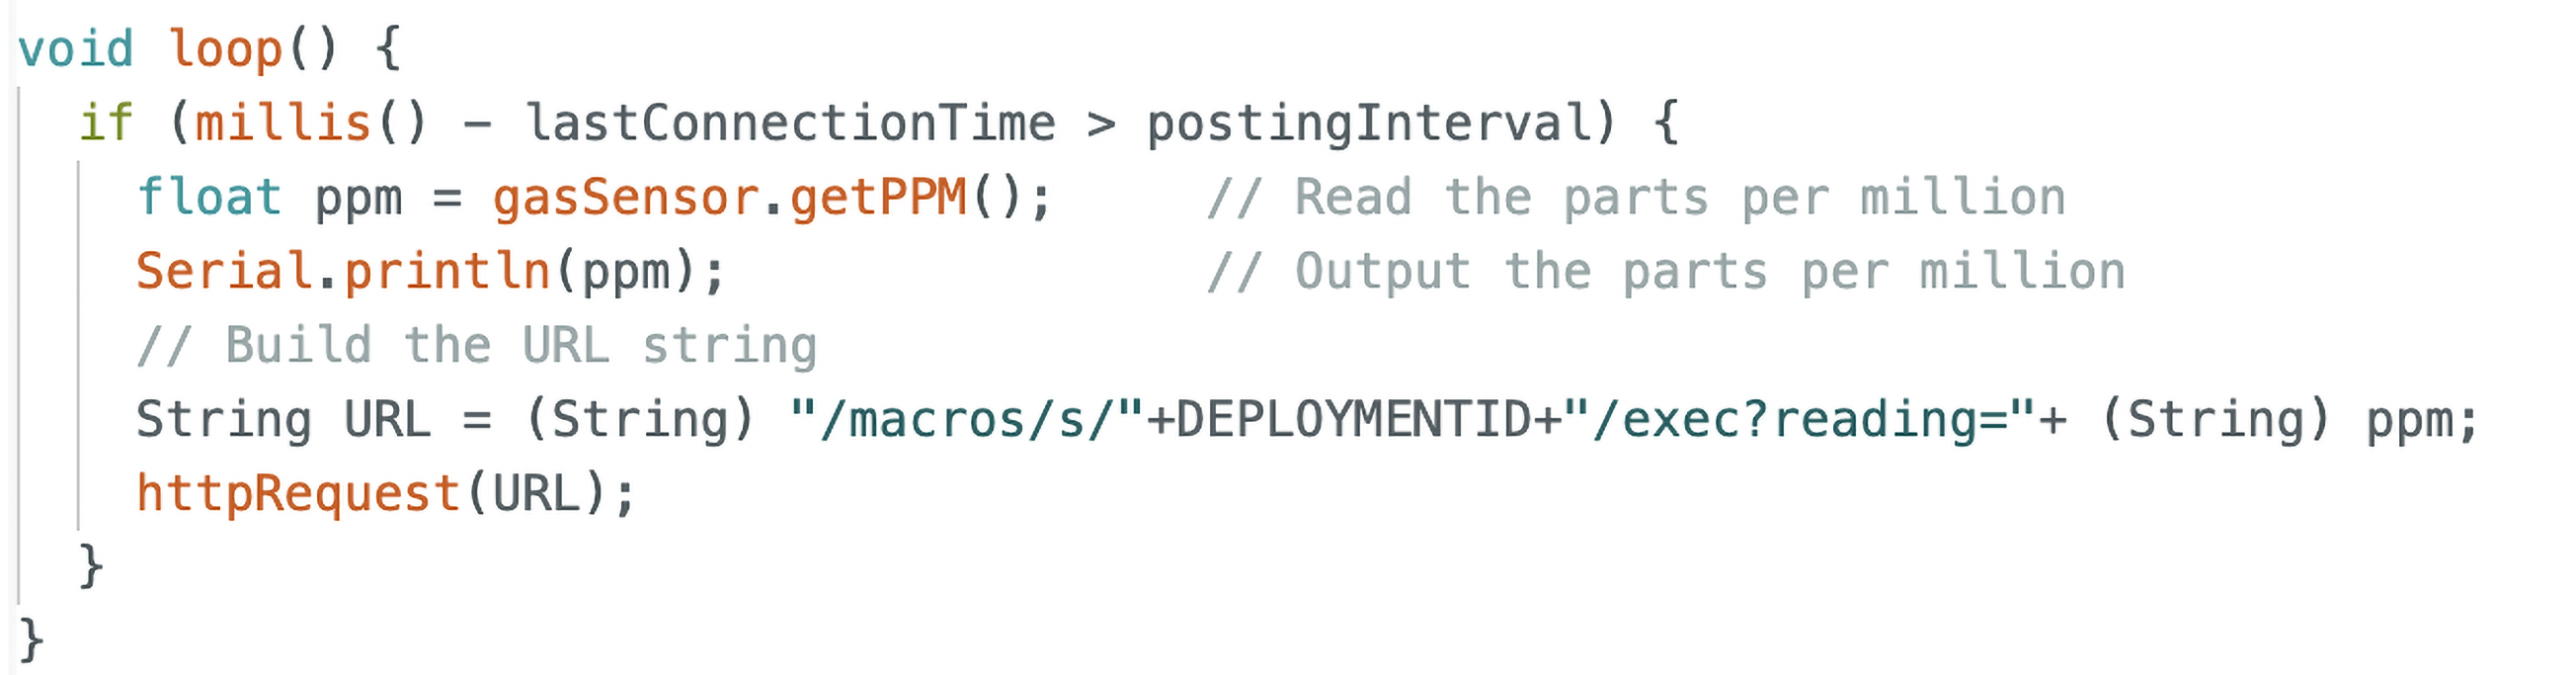 void loop() {
  if (millis() - lastConnectionTime > postingInterval) {
    float ppm = gasSensor.getPPM();     // Read the parts per million
    Serial.println(ppm);                // Output the parts per million
    // Build the URL string
    String URL = (String) "/macros/s/"+DEPLOYMENTID+"/exec?reading="+ (String) ppm;
    httpRequest(URL);
  }
}